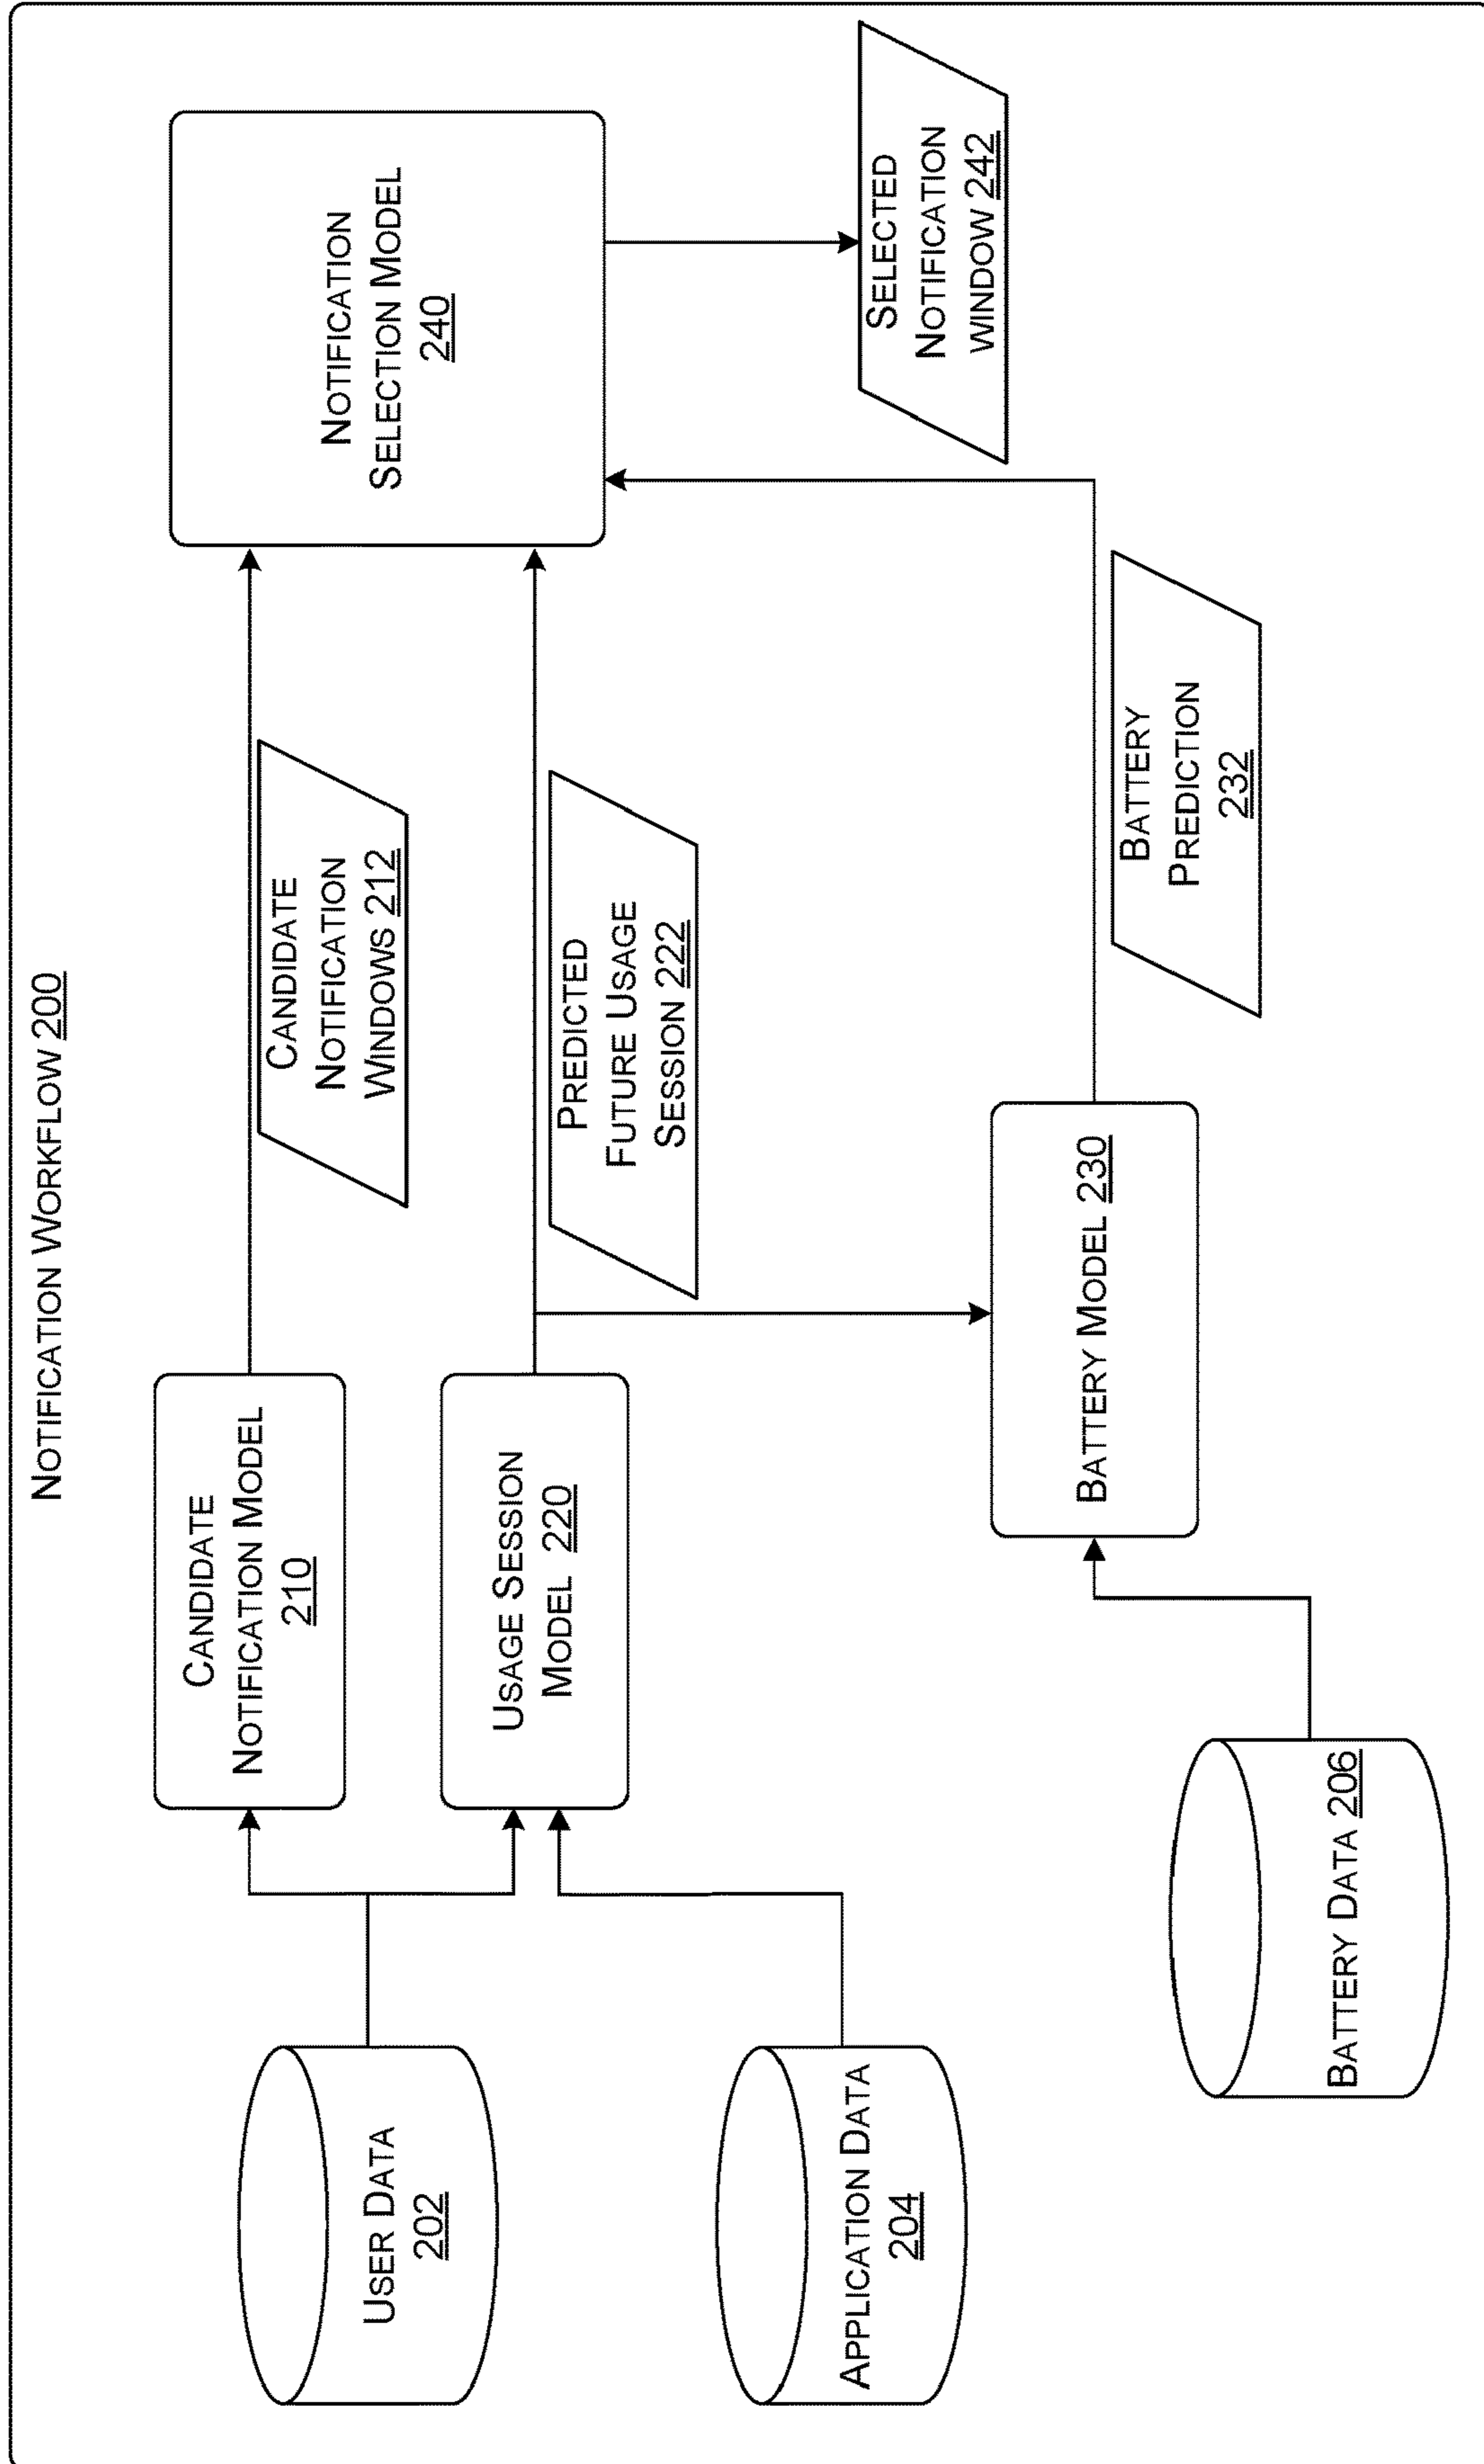 NOTIFICATION WORKFLOW 200
USER DATA
202
APPLICATION DATA
204
BATTERY DATA 206
CANDIDATE
NOTIFICATION MODEL
210
USAGE SESSION
MODEL 220
BATTERY MODEL 230
CANDIDATE
NOTIFICATION
WINDOWS 212
PREDICTED
FUTURE USAGE
SESSION 222
BATTERY
PREDICTION
232
NOTIFICATION
SELECTION MODEL
240
SELECTED
NOTIFICATION
WINDOW 242